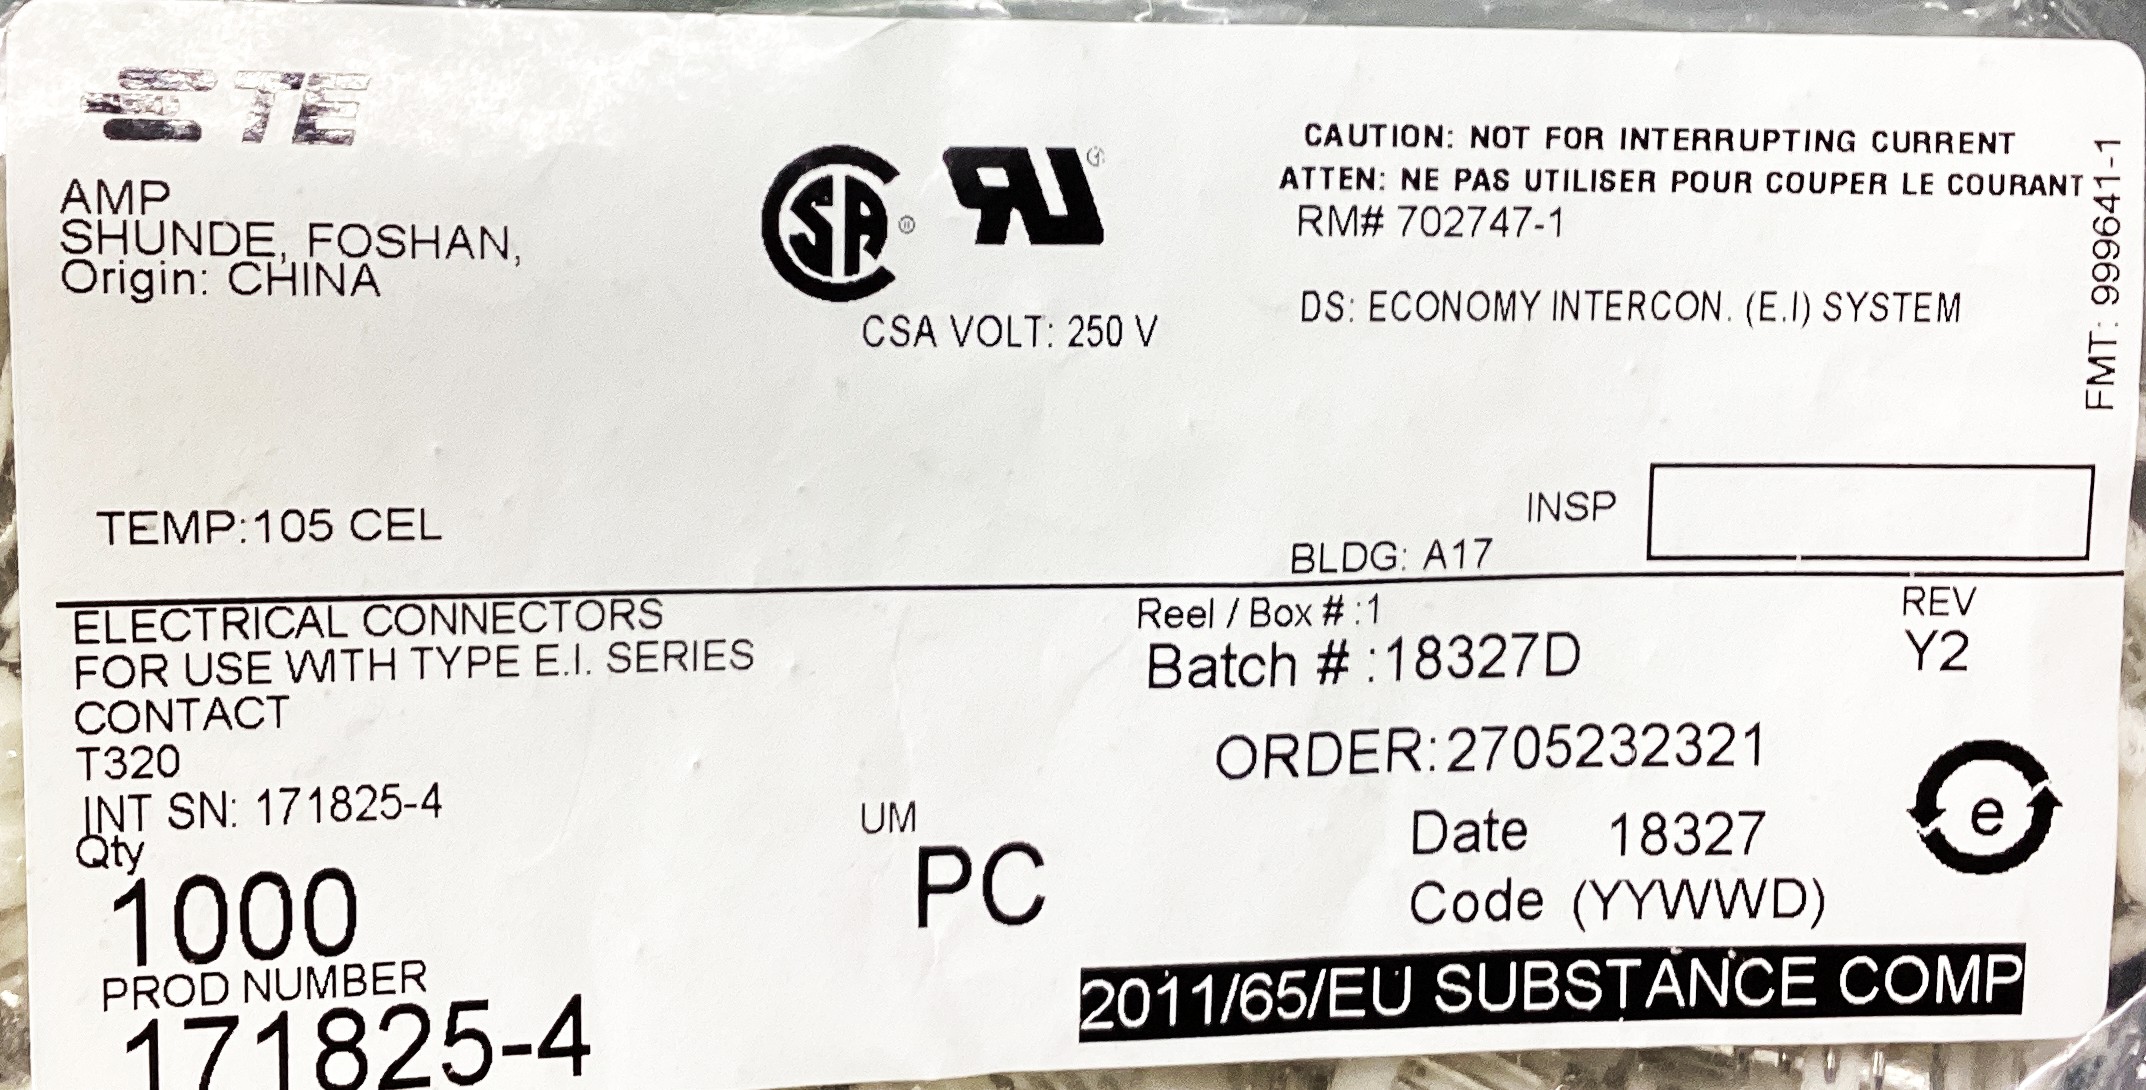 TE
AMP
SHUNDE, FOSHAN,
Origin: CHINA
CSA VOLT: 250 V
CAUTION: NOT FOR INTERRUPTING CURRENT
ATTEN: NE PAS UTILISER POUR COUPER LE COURANT
RM# 702747-1
DS: ECONOMY INTERCON. (E.I) SYSTEM
FMT: 999641-1
TEMP:105 CEL
INSP
BLDG: A17
ELECTRICAL CONNECTORS
FOR USE WITH TYPE E.I. SERIES
CONTACT
T320
INT SN: 171825-4
Qty
1000
PROD NUMBER
171825-4
UM
PC
Reel / Box # :1
Batch # :18327D
REV
Y2
ORDER:2705232321
Date 18327
Code (YYWWD)
e
2011/65/EU SUBSTANCE COMP